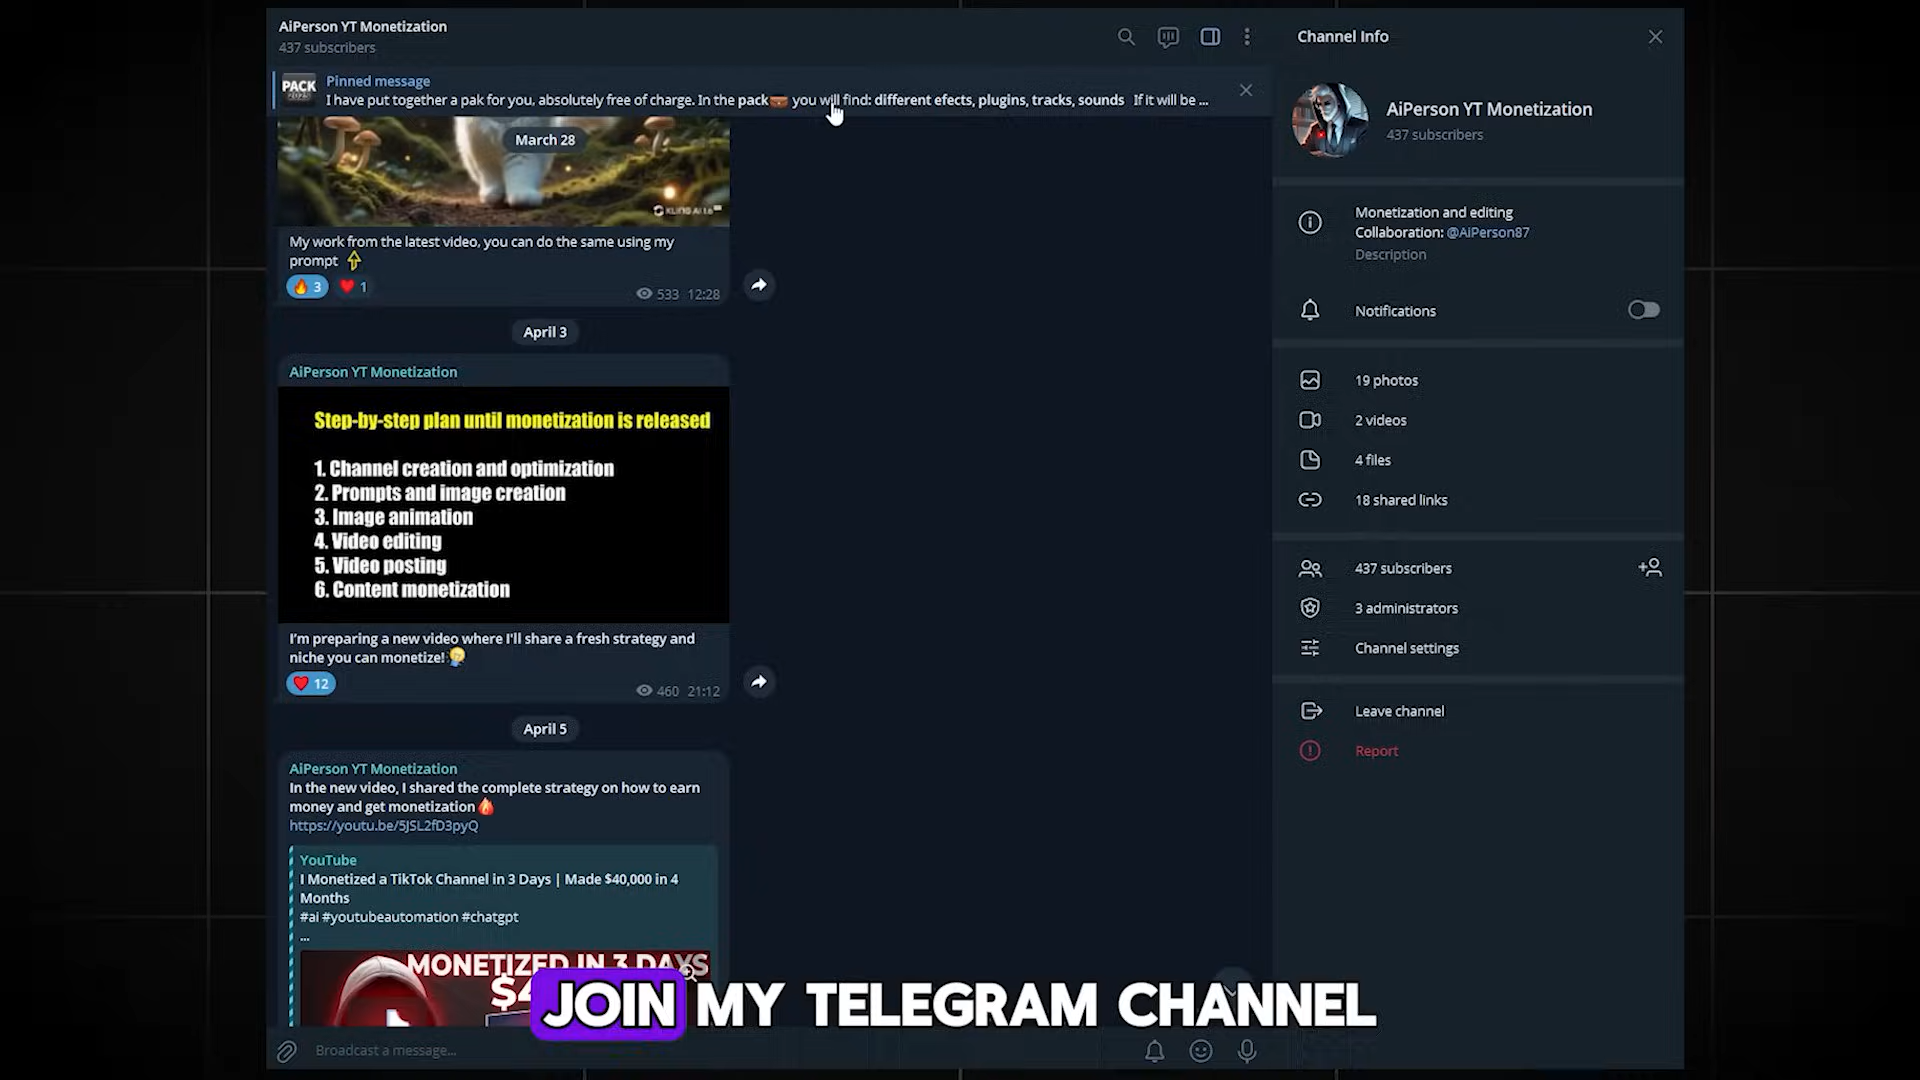 AiPerson YT Monetization
437 subscribers
PACK
2025
Pinned message
I have put together a pak for you, absolutely free of charge. In the pack you will find: different efects, plugins, tracks, sounds If it will be ...
March 28
KLING AI 1.6
My work from the latest video, you can do the same using my
prompt
3
1
533 12:28
April 3
AiPerson YT Monetization
Step-by-step plan until monetization is released
1. Channel creation and optimization
2. Prompts and image creation
3. Image animation
4. Video editing
5. Video posting
6. Content monetization
I'm preparing a new video where I'll share a fresh strategy and
niche you can monetize!
12
460 21:12
April 5
AiPerson YT Monetization
In the new video, I shared the complete strategy on how to earn
money and get monetization
https://youtu.be/5JSL2fD3pyQ
YouTube
I Monetized a TikTok Channel in 3 Days | Made $40,000 in 4
Months
#ai #youtubeautomation #chatgpt
...
MONETIZED IN 3 DAYS
JOIN MY TELEGRAM CHANNEL
Broadcast a message...
Channel Info
AiPerson YT Monetization
437 subscribers
Monetization and editing
Collaboration: @AiPerson87
Description
Notifications
19 photos
2 videos
4 files
18 shared links
437 subscribers
3 administrators
Channel settings
Leave channel
Report